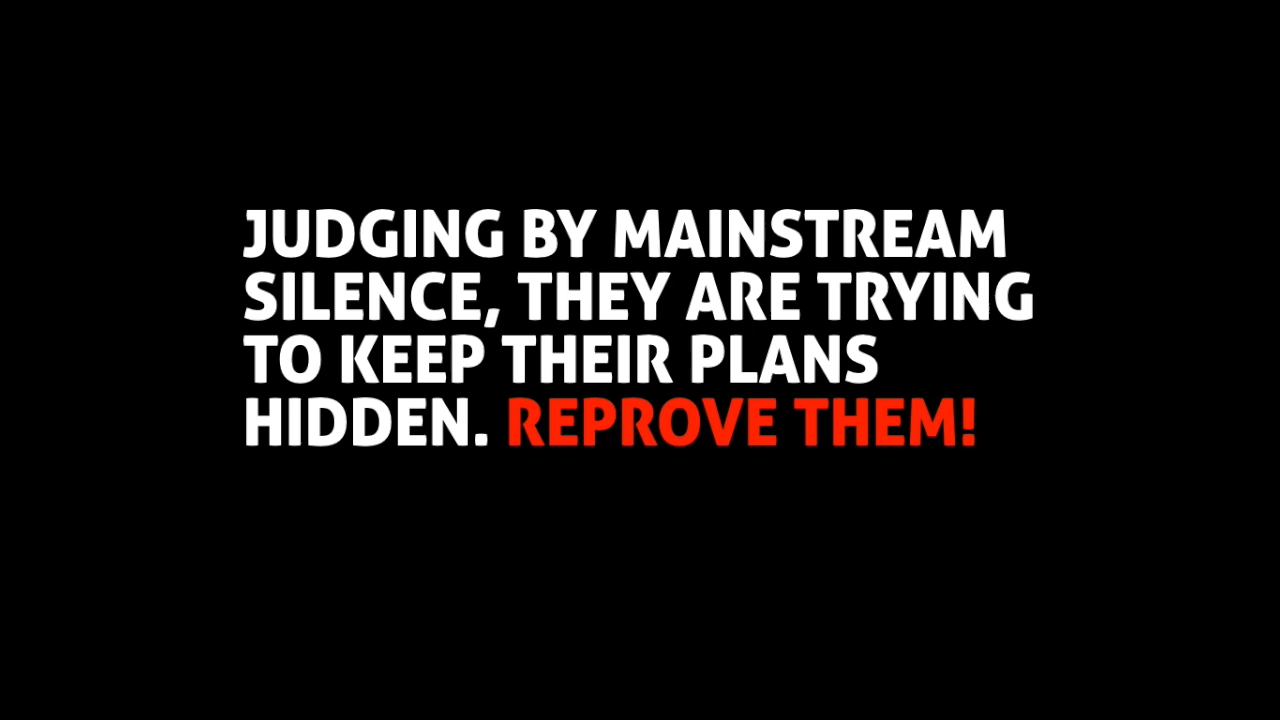 JUDGING BY MAINSTREAM
SILENCE, THEY ARE TRYING
TO KEEP THEIR PLANS
HIDDEN. REPROVE THEM!